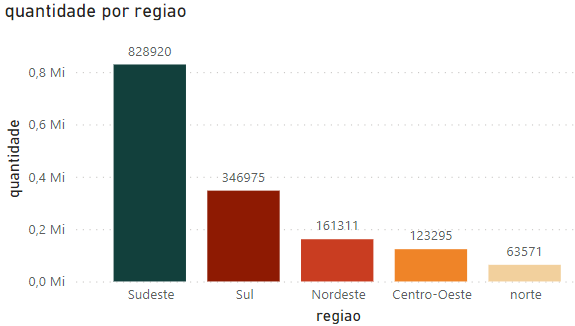 quantidade por regiao
828920
346975
161311
123295
63571
0,8 Mi
0,6 Mi
0,4 Mi
0,2 Mi
0,0 Mi
quantidade
Sudeste
Sul
Nordeste
Centro-Oeste
norte
regiao